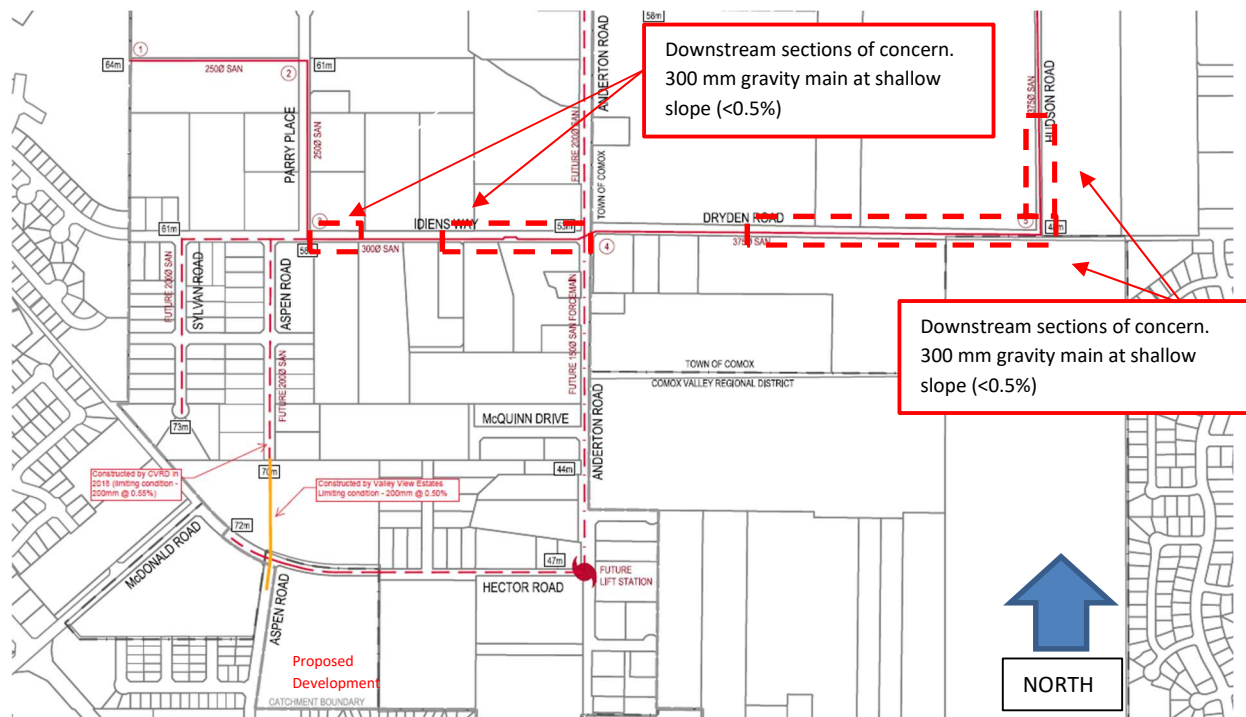 58m
Downstream sections of concern.
300 mm gravity main at shallow
slope (<0.5%)
1
64m
250Ø SAN
2
61m
ANDERTON ROAD
FUTURE 200Ø SAN
TOWN OF COMOX
PARRY PLACE
250Ø SAN
375Ø SAN
HUDSON ROAD
61m
3
IDIENS WAY
53m
DRYDEN ROAD
5
58
300Ø SAN
4
375Ø SAN
FUTURE 200Ø SAN
SYLVAN ROAD
ASPEN ROAD
FUTURE 200Ø SAN
FUTURE 150Ø SAN FORCEMAIN
ANDERTON ROAD
Downstream sections of concern.
300 mm gravity main at shallow
slope (<0.5%)
TOWN OF COMOX
COMOX VALLEY REGIONAL DISTRICT
McQUINN DRIVE
73m
70m
44m
Constructed by CVRD in
2018 (limiting condition -
200mm @ 0.55%)
Constructed by Valley View Estates
Limiting condition - 200mm @ 0.50%
McDONALD ROAD
72m
47m
FUTURE
LIFT STATION
HECTOR ROAD
ASPEN ROAD
Proposed
Development
CATCHMENT BOUNDARY
NORTH